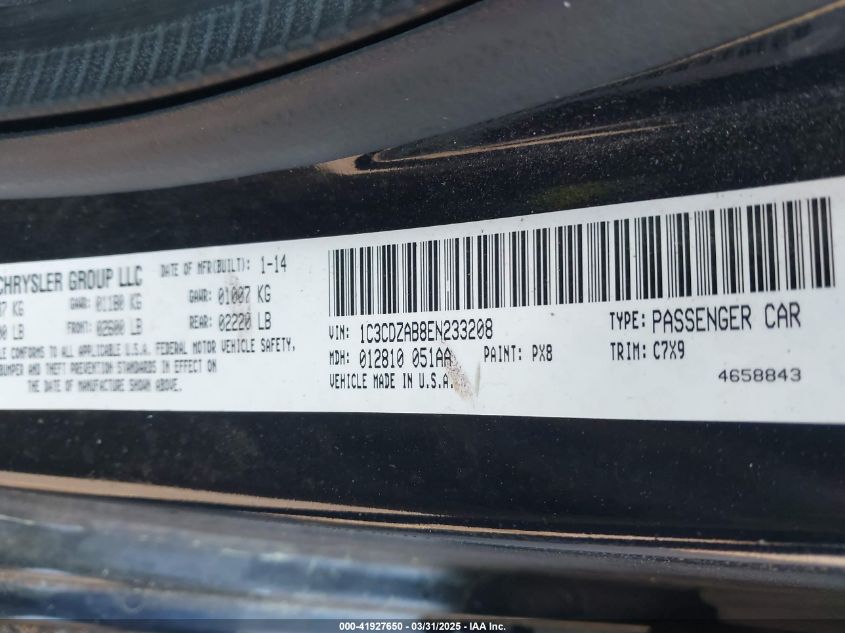 CHRYSLER GROUP LLC DATE OF MFR(BUILT): 1-14
KG GAWR: 01180 KG GAWR: 01007 KG
LB FRONT: 02600 LB REAR: 02220 LB
CONFORMS TO ALL APPLICABLE U.S.A. FEDERAL MOTOR VEHICLE SAFETY,
BUMPER AND THEFT PREVENTION STANDARDS IN EFFECT ON
THE DATE OF MANUFACTURE SHOWN ABOVE.
VIN: 1C3CDZAB8EN233208 TYPE: PASSENGER CAR
MDH: 012810 051AA PAINT: PX8 TRIM: C7X9
VEHICLE MADE IN U.S.A.
4658843
000-41927650 - 03/31/2025 - IAA Inc.